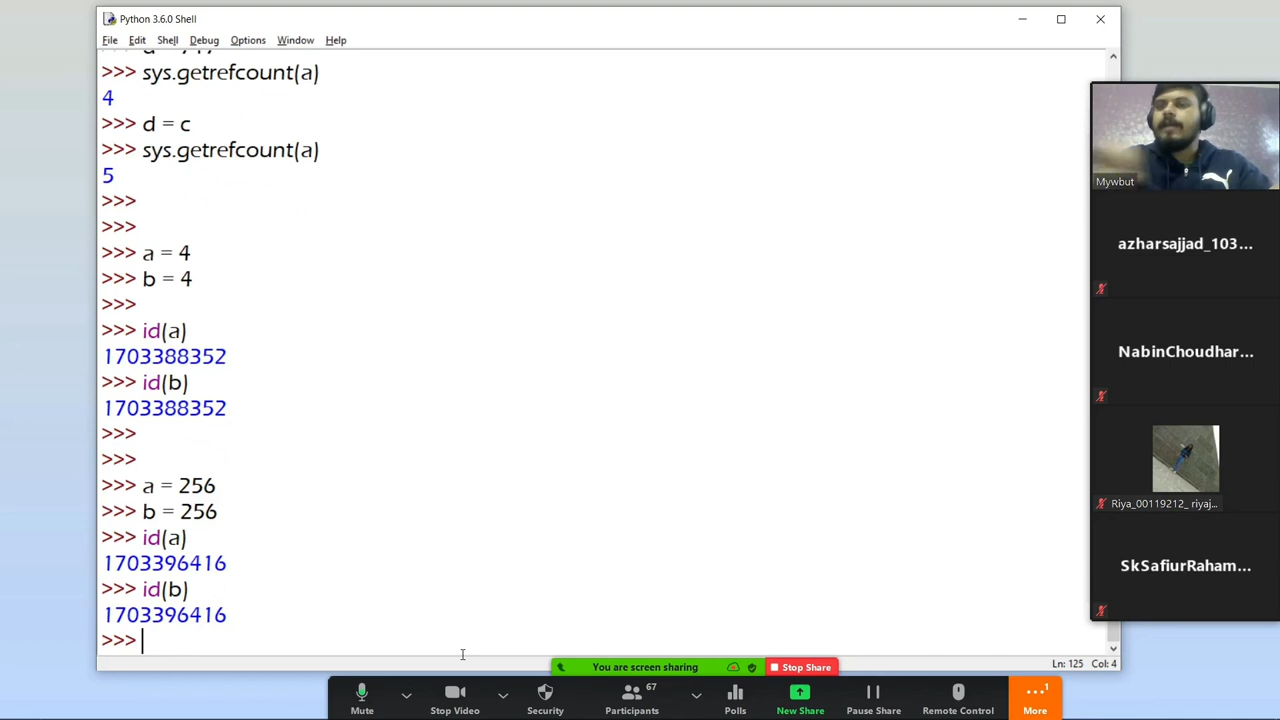 Python 3.6.0 Shell
File Edit Shell Debug Options Window Help
>>> sys.getrefcount(a)
4
>>> d = c
>>> sys.getrefcount(a)
5
>>>
>>>
>>> a = 4
>>> b = 4
>>>
>>> id(a)
1703388352
>>> id(b)
1703388352
>>>
>>>
>>> a = 256
>>> b = 256
>>> id(a)
1703396416
>>> id(b)
1703396416
>>>
Ln: 125 Col: 4
Mywbut
azharsajjad_103...
NabinChoudhar...
Riya_00119212_ riyaj...
SkSafiurRaham...
You are screen sharing Stop Share
Mute Stop Video Security Participants 67 Polls New Share Pause Share Remote Control More 1